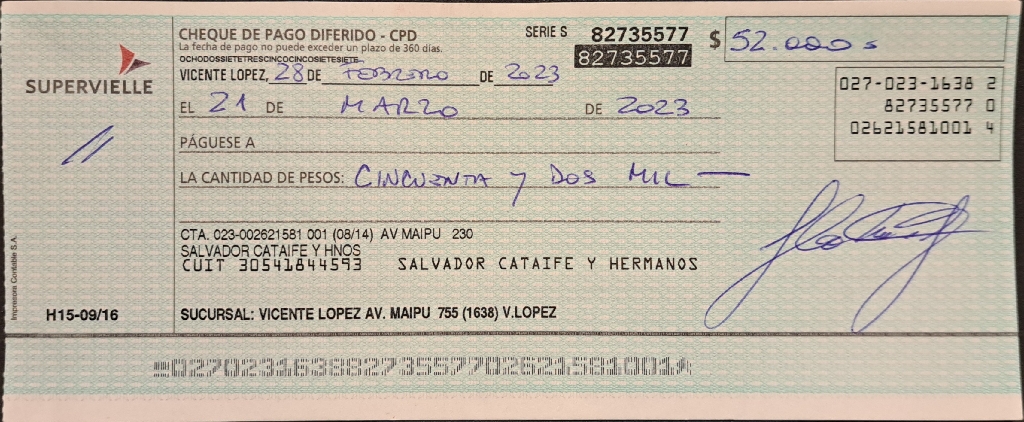 CHEQUE DE PAGO DIFERIDO - CPD
La fecha de pago no puede exceder un plazo de 360 días.
OCHODOSSIETETRESCINCOCINCOSIETESIETE
SERIE S 82735577
82735577
$ 52.000
SUPERVIELLE
VICENTE LOPEZ, 28 DE FEBRERO DE 2023
EL 21 DE MARZO DE 2023
027-023-1638 2
82735577 0
02621581001 4
PÁGUESE A
LA CANTIDAD DE PESOS: CINCUENTA Y DOS MIL —
CTA. 023-002621581 001 (08/14) AV MAIPU 230
SALVADOR CATAIFE Y HNOS
CUIT 30541844593 SALVADOR CATAIFE Y HERMANOS
Impresora Contable S.A.
H15-09/16
SUCURSAL: VICENTE LOPEZ AV. MAIPU 755 (1638) V.LOPEZ
02702316388273557702621581001